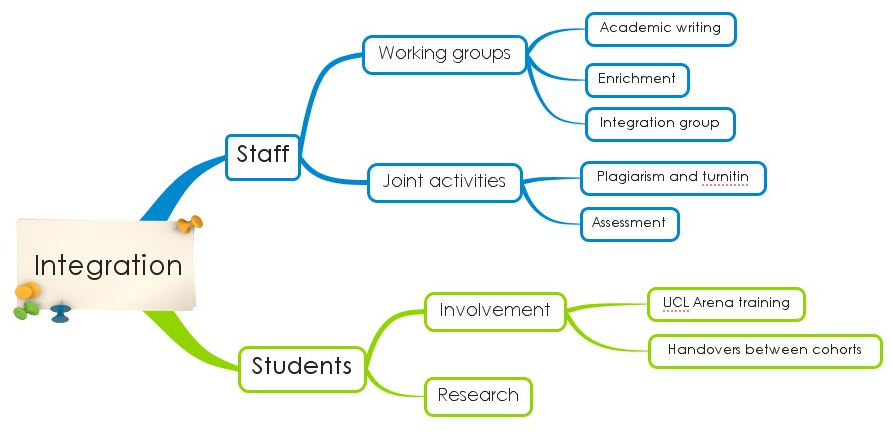 Integration
Staff
Working groups
Academic writing
Enrichment
Integration group
Joint activities
Plagiarism and turnitin
Assessment
Students
Involvement
UCL Arena training
Handovers between cohorts
Research